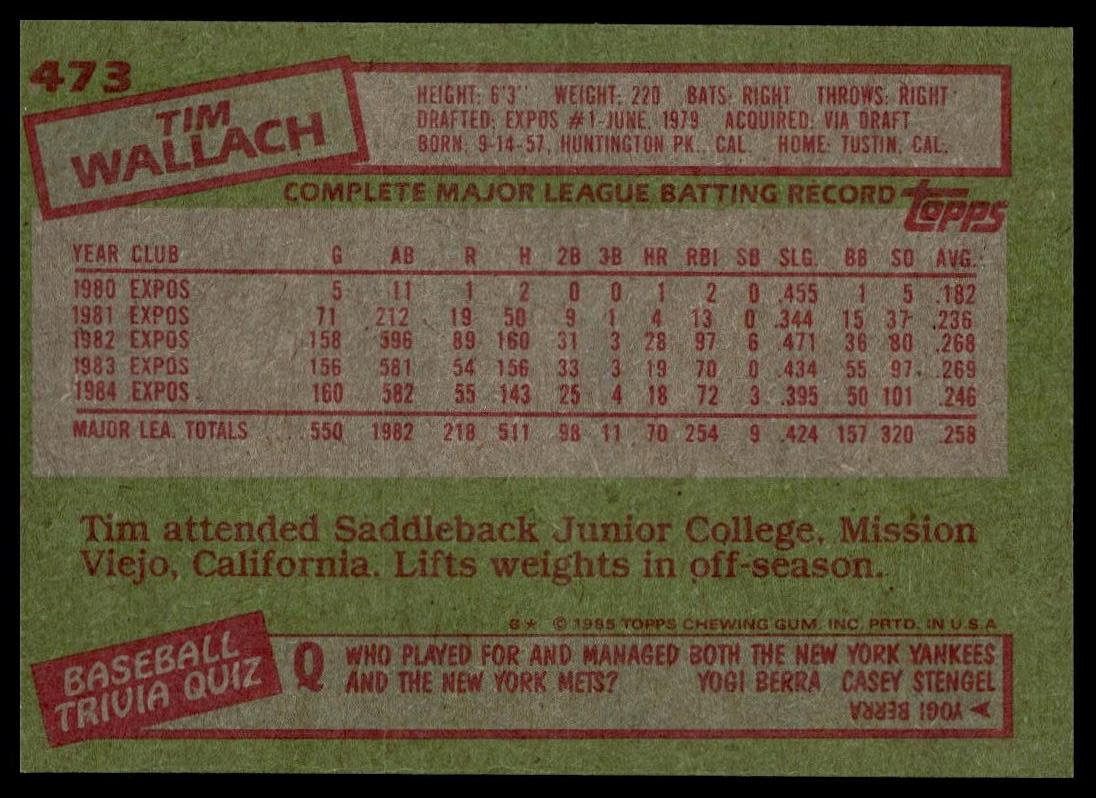 473
TIM
WALLACH
HEIGHT: 6'3" WEIGHT: 220 BATS: RIGHT THROWS: RIGHT
DRAFTED: EXPOS #1-JUNE, 1979 ACQUIRED: VIA DRAFT
BORN: 9-14-57, HUNTINGTON PK., CAL. HOME: TUSTIN, CAL.
COMPLETE MAJOR LEAGUE BATTING RECORD topps
YEAR CLUB G AB R H 2B 3B HR RBI SB SLG. BB SO AVG.
1980 EXPOS 5 11 1 2 0 0 1 2 0 .455 1 5 .182
1981 EXPOS 71 212 19 50 9 1 4 13 0 .344 15 37 .236
1982 EXPOS 158 596 89 160 31 3 28 97 6 .471 36 80 .268
1983 EXPOS 156 581 54 156 33 3 19 70 0 .434 55 97 .269
1984 EXPOS 160 582 55 143 25 4 18 72 3 .395 50 101 .246
MAJOR LEA. TOTALS 550 1982 218 511 98 11 70 254 9 .424 157 320 .258
Tim attended Saddleback Junior College, Mission
Viejo, California. Lifts weights in off-season.
6* © 1985 TOPPS CHEWING GUM, INC. PRTD. IN U.S.A
BASEBALL
TRIVIA QUIZ
Q WHO PLAYED FOR AND MANAGED BOTH THE NEW YORK YANKEES
AND THE NEW YORK METS? YOGI BERRA CASEY STENGEL
YOGI BERRA